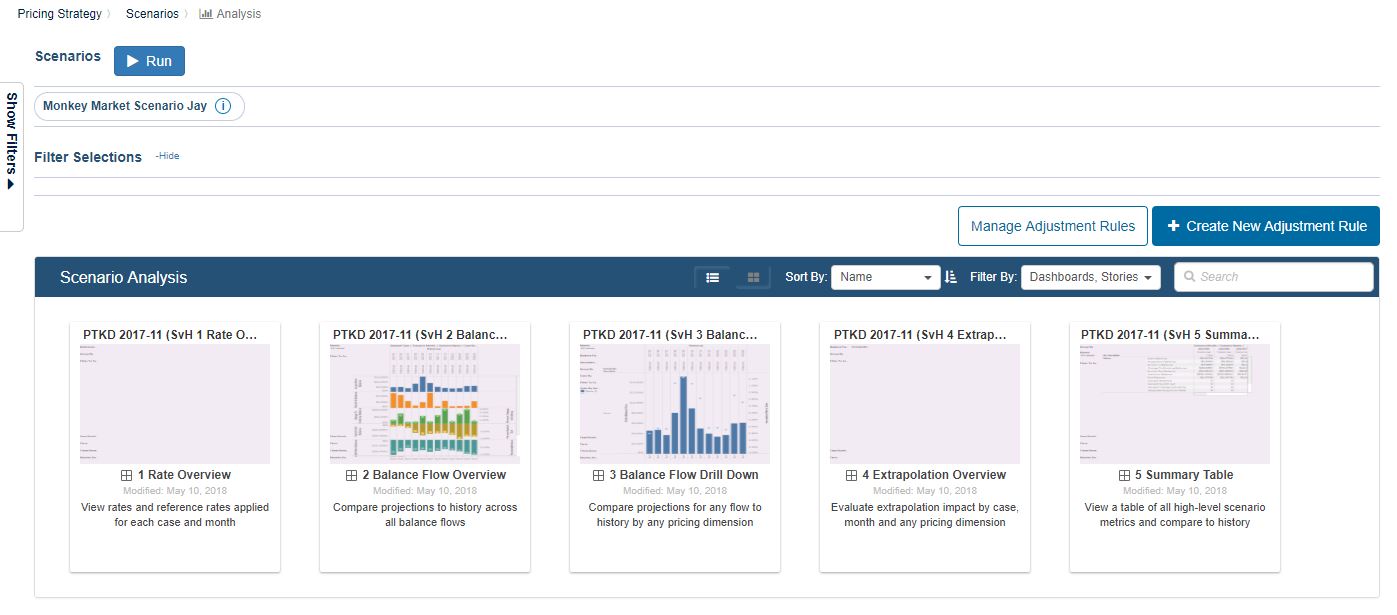 Pricing Strategy
Scenarios
Analysis
Scenarios
Run
Show Filters
Monkey Market Scenario Jay
Filter Selections -Hide
Manage Adjustment Rules
Create New Adjustment Rule
Scenario Analysis
Sort By: Name
Filter By: Dashboards, Stories
Search
PTKD 2017-11 (SvH 1 Rate O...
1 Rate Overview
Modified: May 10, 2018
View rates and reference rates applied
for each case and month
PTKD 2017-11 (SvH 2 Balanc...
2 Balance Flow Overview
Modified: May 10, 2018
Compare projections to history across
all balance flows
PTKD 2017-11 (SvH 3 Balanc...
3 Balance Flow Drill Down
Modified: May 10, 2018
Compare projections for any flow to
history by any pricing dimension
PTKD 2017-11 (SvH 4 Extrap...
4 Extrapolation Overview
Modified: May 10, 2018
Evaluate extrapolation impact by case,
month and any pricing dimension
PTKD 2017-11 (SvH 5 Summa...
5 Summary Table
Modified: May 10, 2018
View a table of all high-level scenario
metrics and compare to history